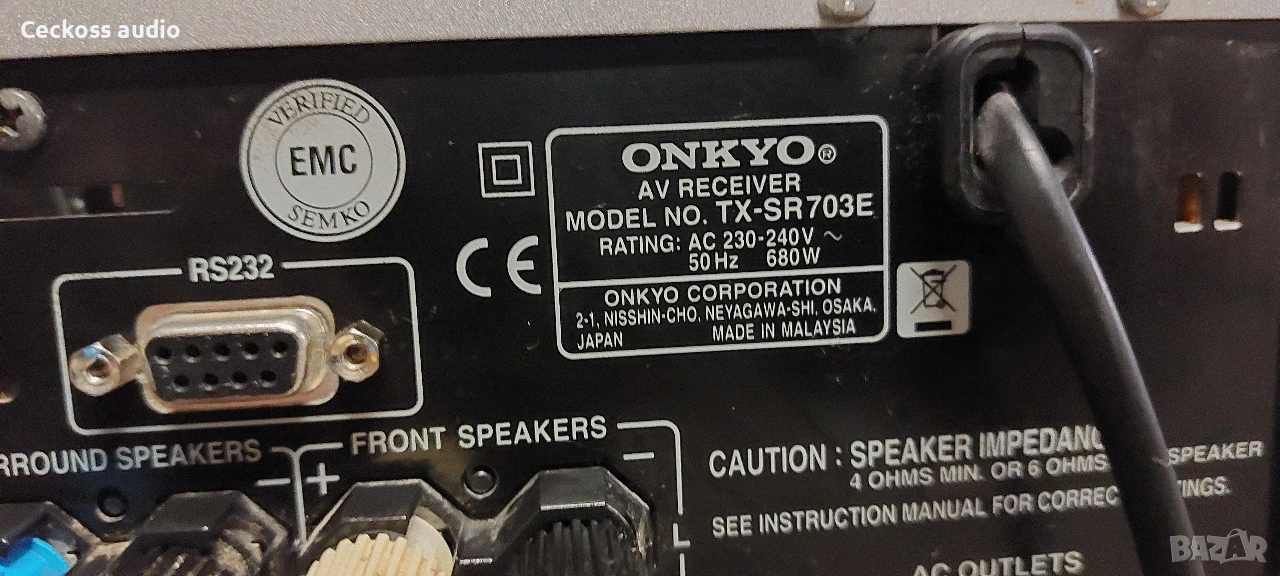 Ceckoss audio
VERIFIED
EMC
SEMKO
ONKYO®
AV RECEIVER
MODEL NO. TX-SR703E
RATING: AC 230-240V ~
50Hz 680W
ONKYO CORPORATION
2-1, NISSHIN-CHO, NEYAGAWA-SHI, OSAKA,
JAPAN MADE IN MALAYSIA
CE
RS232
RROUND SPEAKERS
FRONT SPEAKERS
+ −
−
L
CAUTION : SPEAKER IMPEDANC
4 OHMS MIN. OR 6 OHMS SPEAKER
SEE INSTRUCTION MANUAL FOR CORREC INGS.
AC OUTLETS
BAZAR